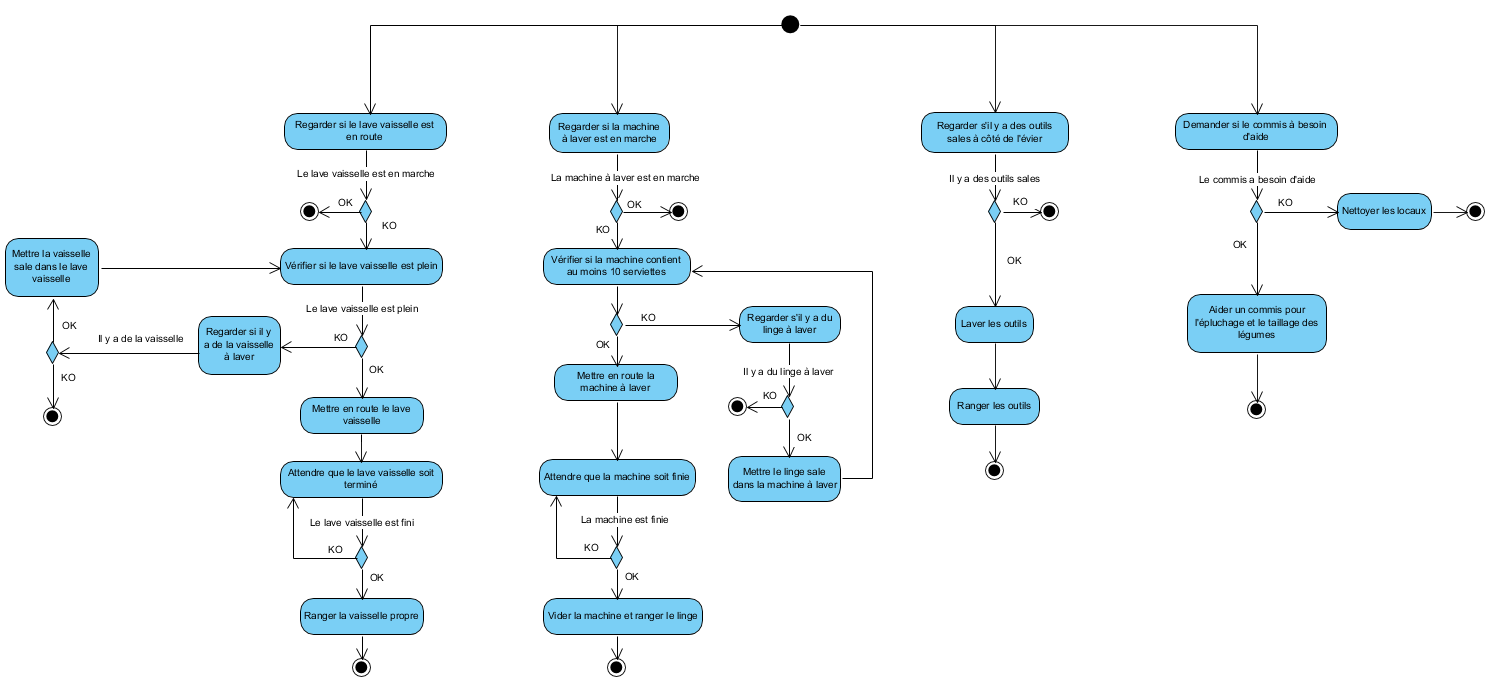 Regarder si le lave vaisselle est
en route
Le lave vaisselle est en marche
OK
KO
Vérifier si le lave vaisselle est plein
Mettre la vaisselle
sale dans le lave
vaisselle
Le lave vaisselle est plein
KO
OK
Regarder si il y
a de la vaisselle
à laver
Il y a de la vaisselle
OK
KO
Mettre en route le lave
vaisselle
Attendre que le lave vaisselle soit
terminé
Le lave vaisselle est fini
KO
OK
Ranger la vaisselle propre
Regarder si la machine
à laver est en marche
La machine à laver est en marche
OK
KO
Vérifier si la machine contient
au moins 10 serviettes
KO
OK
Regarder s'il y a du
linge à laver
Il y a du linge à laver
KO
OK
Mettre le linge sale
dans la machine à laver
Mettre en route la
machine à laver
Attendre que la machine soit finie
La machine est finie
KO
OK
Vider la machine et ranger le linge
Regarder s'il y a des outils
sales à côté de l'évier
Il y a des outils sales
KO
OK
Laver les outils
Ranger les outils
Demander si le commis à besoin
d'aide
Le commis a besoin d'aide
KO
Nettoyer les locaux
OK
Aider un commis pour
l'épluchage et le taillage des
légumes